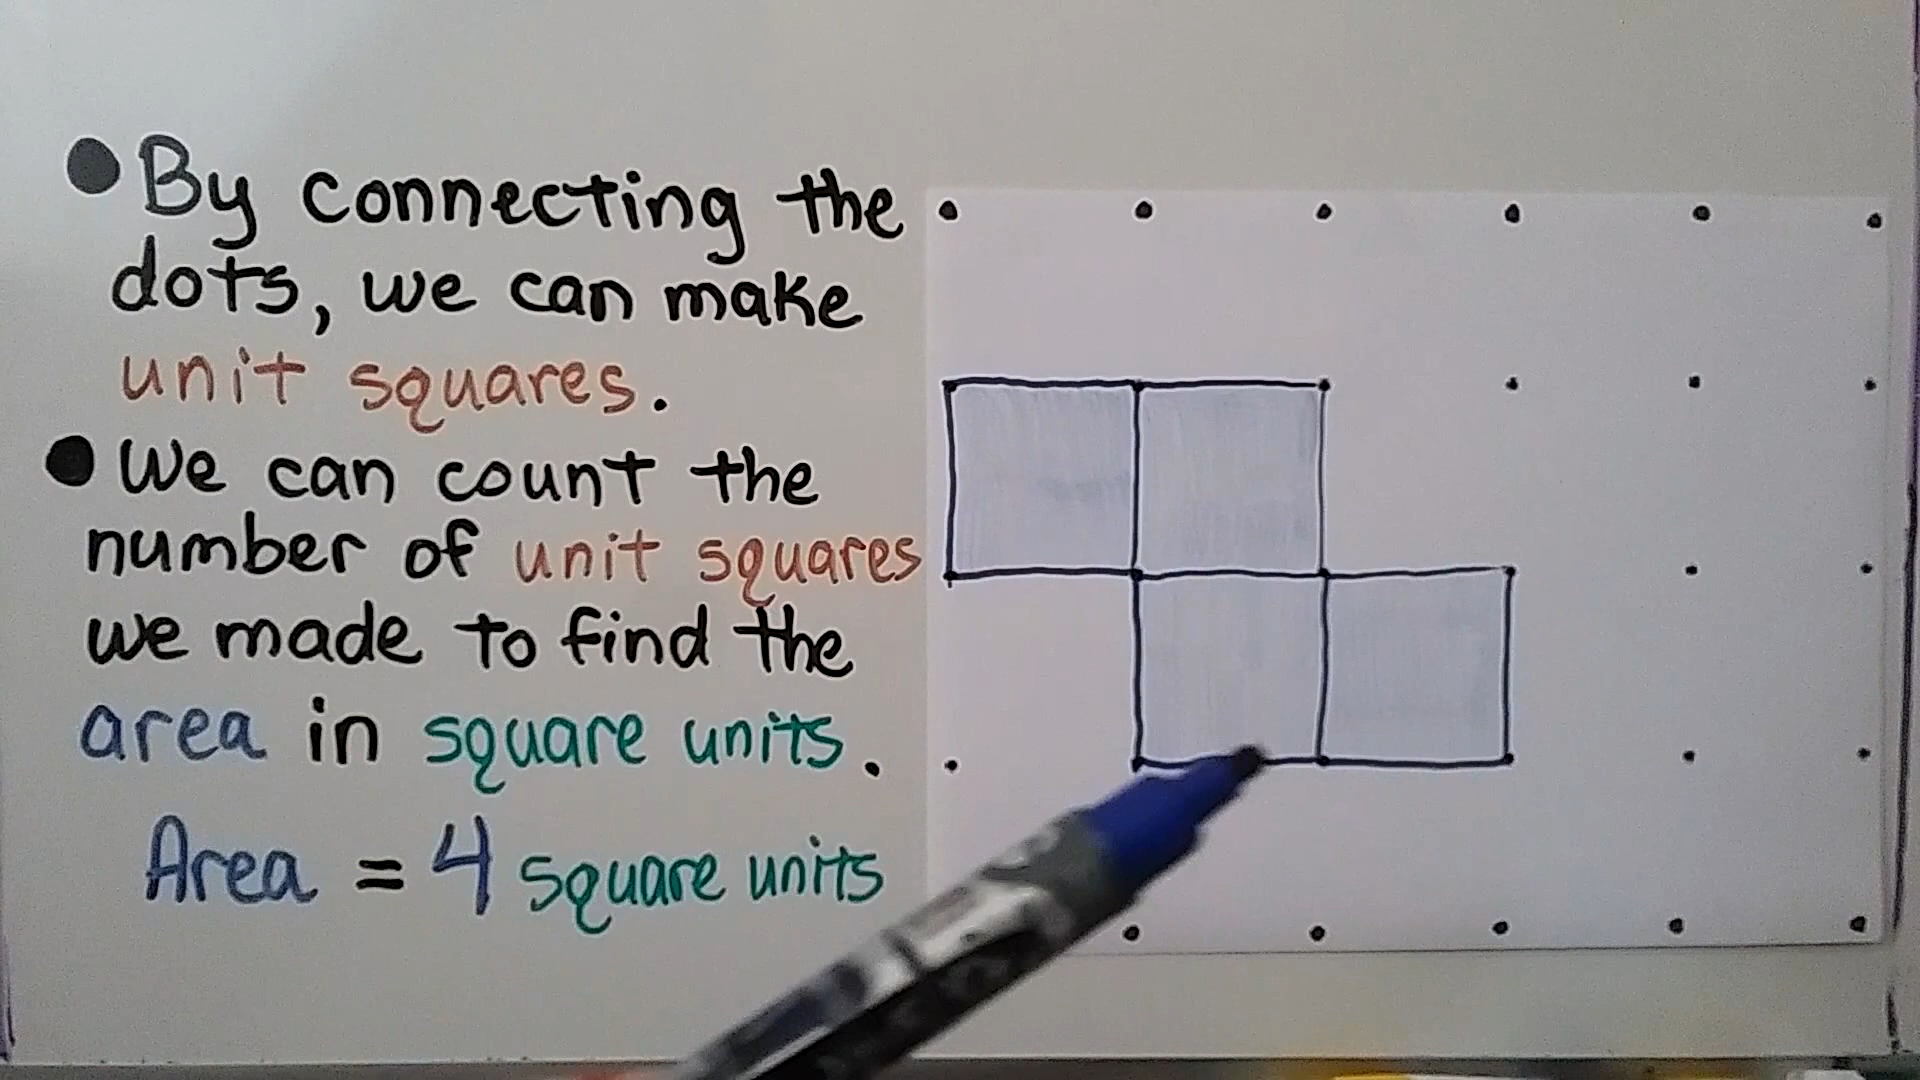 • By connecting the
dots, we can make
unit squares.
• We can count the
number of unit squares
we made to find the
area in square units.
Area = 4 square units